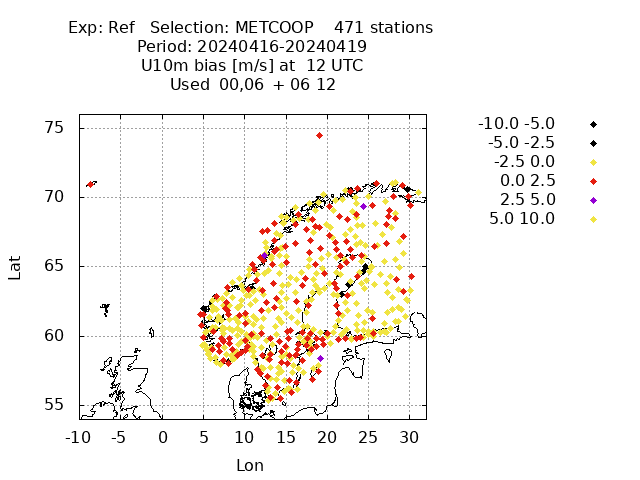 Exp: Ref   Selection: METCOOP    471 stations
Period: 20240416-20240419
U10m bias [m/s] at  12 UTC
Used  00,06  + 06 12
-10.0 -5.0
-5.0 -2.5
-2.5 0.0
0.0 2.5
2.5 5.0
5.0 10.0
75
70
65
60
55
Lat
-10 -5 0 5 10 15 20 25 30
Lon